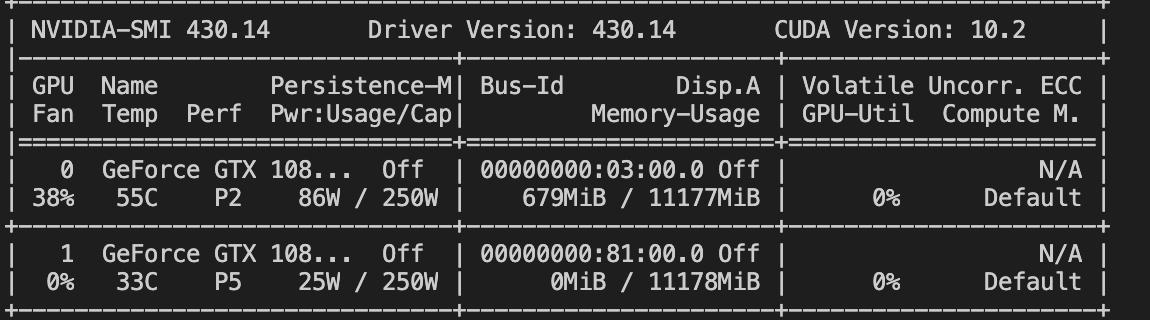 +-----------------------------------------------------------------------------+
| NVIDIA-SMI 430.14       Driver Version: 430.14       CUDA Version: 10.2     |
|-------------------------------+----------------------+----------------------+
| GPU  Name        Persistence-M| Bus-Id        Disp.A | Volatile Uncorr. ECC |
| Fan  Temp  Perf  Pwr:Usage/Cap|         Memory-Usage | GPU-Util  Compute M. |
|===============================+======================+======================|
|   0  GeForce GTX 108...  Off  | 00000000:03:00.0 Off |                  N/A |
| 38%   55C    P2    86W / 250W |    679MiB / 11177MiB |      0%      Default |
+-------------------------------+----------------------+----------------------+
|   1  GeForce GTX 108...  Off  | 00000000:81:00.0 Off |                  N/A |
|  0%   33C    P5    25W / 250W |      0MiB / 11178MiB |      0%      Default |
+-------------------------------+----------------------+----------------------+